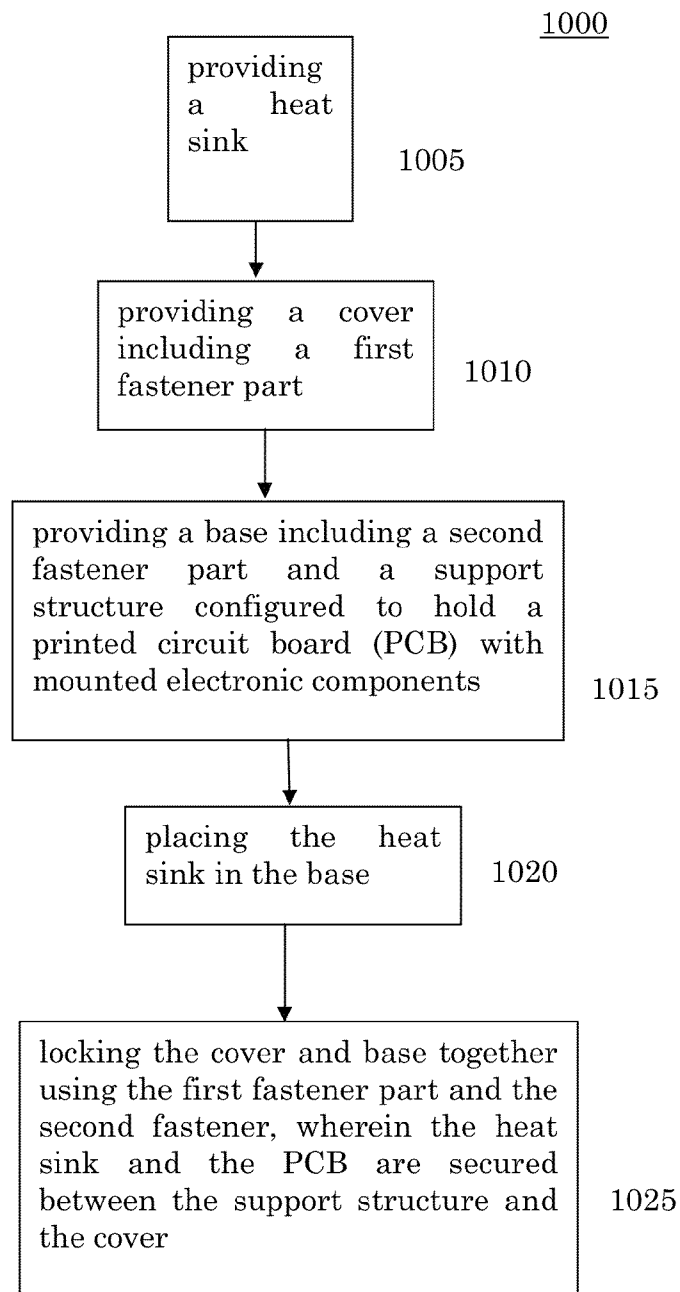 1000
providing
a heat
sink
1005
providing a cover
including a first
fastener part
1010
providing a base including a second
fastener part and a support
structure configured to hold a
printed circuit board (PCB) with
mounted electronic components
1015
placing the heat
sink in the base
1020
locking the cover and base together
using the first fastener part and the
second fastener, wherein the heat
sink and the PCB are secured
between the support structure and
the cover
1025